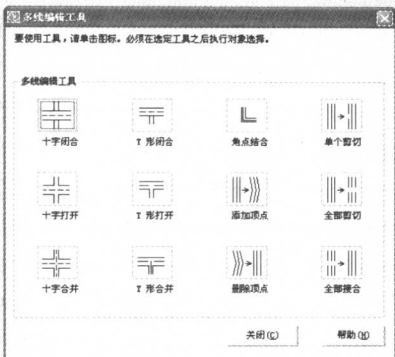 多线编辑工具
要使用工具，请单击图标。必须在选定工具之后执行对象选择。
多线编辑工具
十字闭合 T 形闭合 角点结合 单个剪切
十字打开 T 形打开 添加顶点 全部剪切
十字合并 T 形合并 删除顶点 全部接合
关闭(C) 帮助(H)